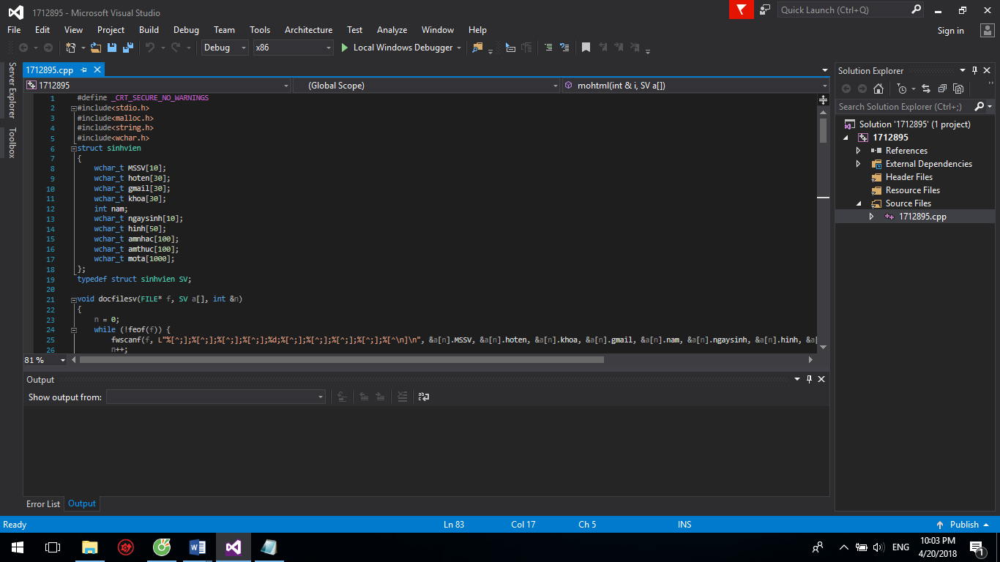 1712895 - Microsoft Visual Studio
Quick Launch (Ctrl+Q)
File Edit View Project Build Debug Team Tools Architecture Test Analyze Window Help
Sign in
Debug x86 Local Windows Debugger
Server Explorer
Toolbox
1712895.cpp
1712895 (Global Scope) mohtml(int & i, SV a[])
1 #define _CRT_SECURE_NO_WARNINGS
2 #include<stdio.h>
3 #include<malloc.h>
4 #include<string.h>
5 #include<wchar.h>
6 struct sinhvien
7 {
8 wchar_t MSSV[10];
9 wchar_t hoten[30];
10 wchar_t gmail[30];
11 wchar_t khoa[30];
12 int nam;
13 wchar_t ngaysinh[10];
14 wchar_t hinh[50];
15 wchar_t amnhac[100];
16 wchar_t amthuc[100];
17 wchar_t mota[1000];
18 };
19 typedef struct sinhvien SV;
20
21 void docfilesv(FILE* f, SV a[], int &n)
22 {
23 n = 0;
24 while (!feof(f)) {
25 fwscanf(f, L"%[^;];%[^;];%[^;];%[^;];%d;%[^;];%[^;];%[^;];%[^;];%[^\n]\n", &a[n].MSSV, &a[n].hoten, &a[n].khoa, &a[n].gmail, &a[n].nam, &a[n].ngaysinh, &a[n].hinh, &a[
26 n++;
81 %
Output
Show output from:
Error List Output
Solution Explorer
Search Solution Explorer (Ctrl+;)
Solution '1712895' (1 project)
1712895
References
External Dependencies
Header Files
Resource Files
Source Files
1712895.cpp
Ready Ln 83 Col 17 Ch 5 INS Publish
ENG
10:03 PM
4/20/2018
1